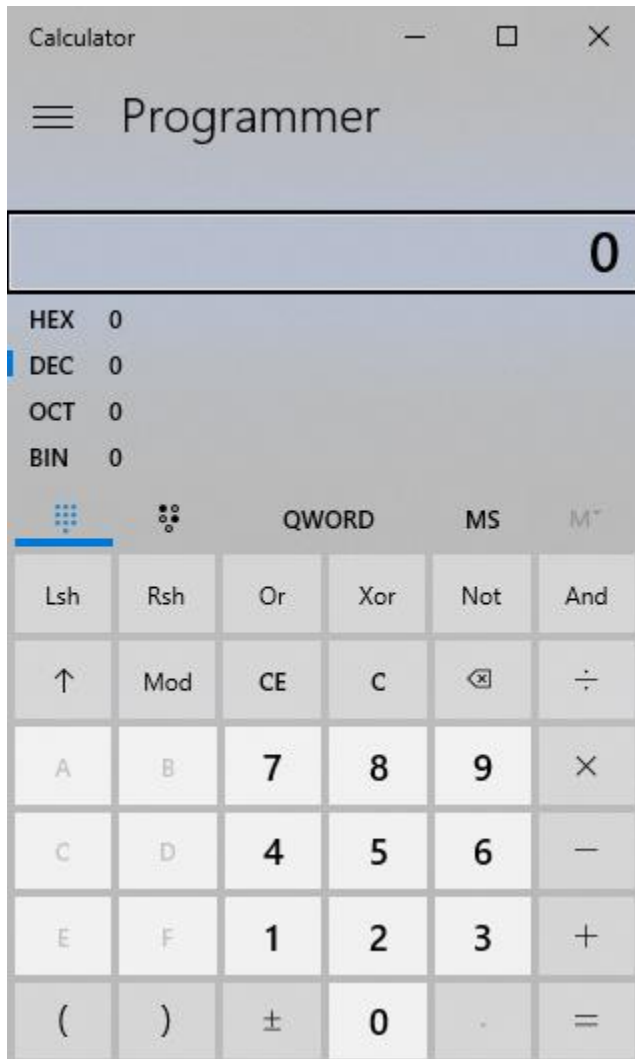 Calculator
Programmer
0
HEX 0
DEC 0
OCT 0
BIN 0
QWORD MS M˅
Lsh Rsh Or Xor Not And
↑ Mod CE C ÷
A B 7 8 9 ×
C D 4 5 6 −
E F 1 2 3 +
( ) ± 0 . =